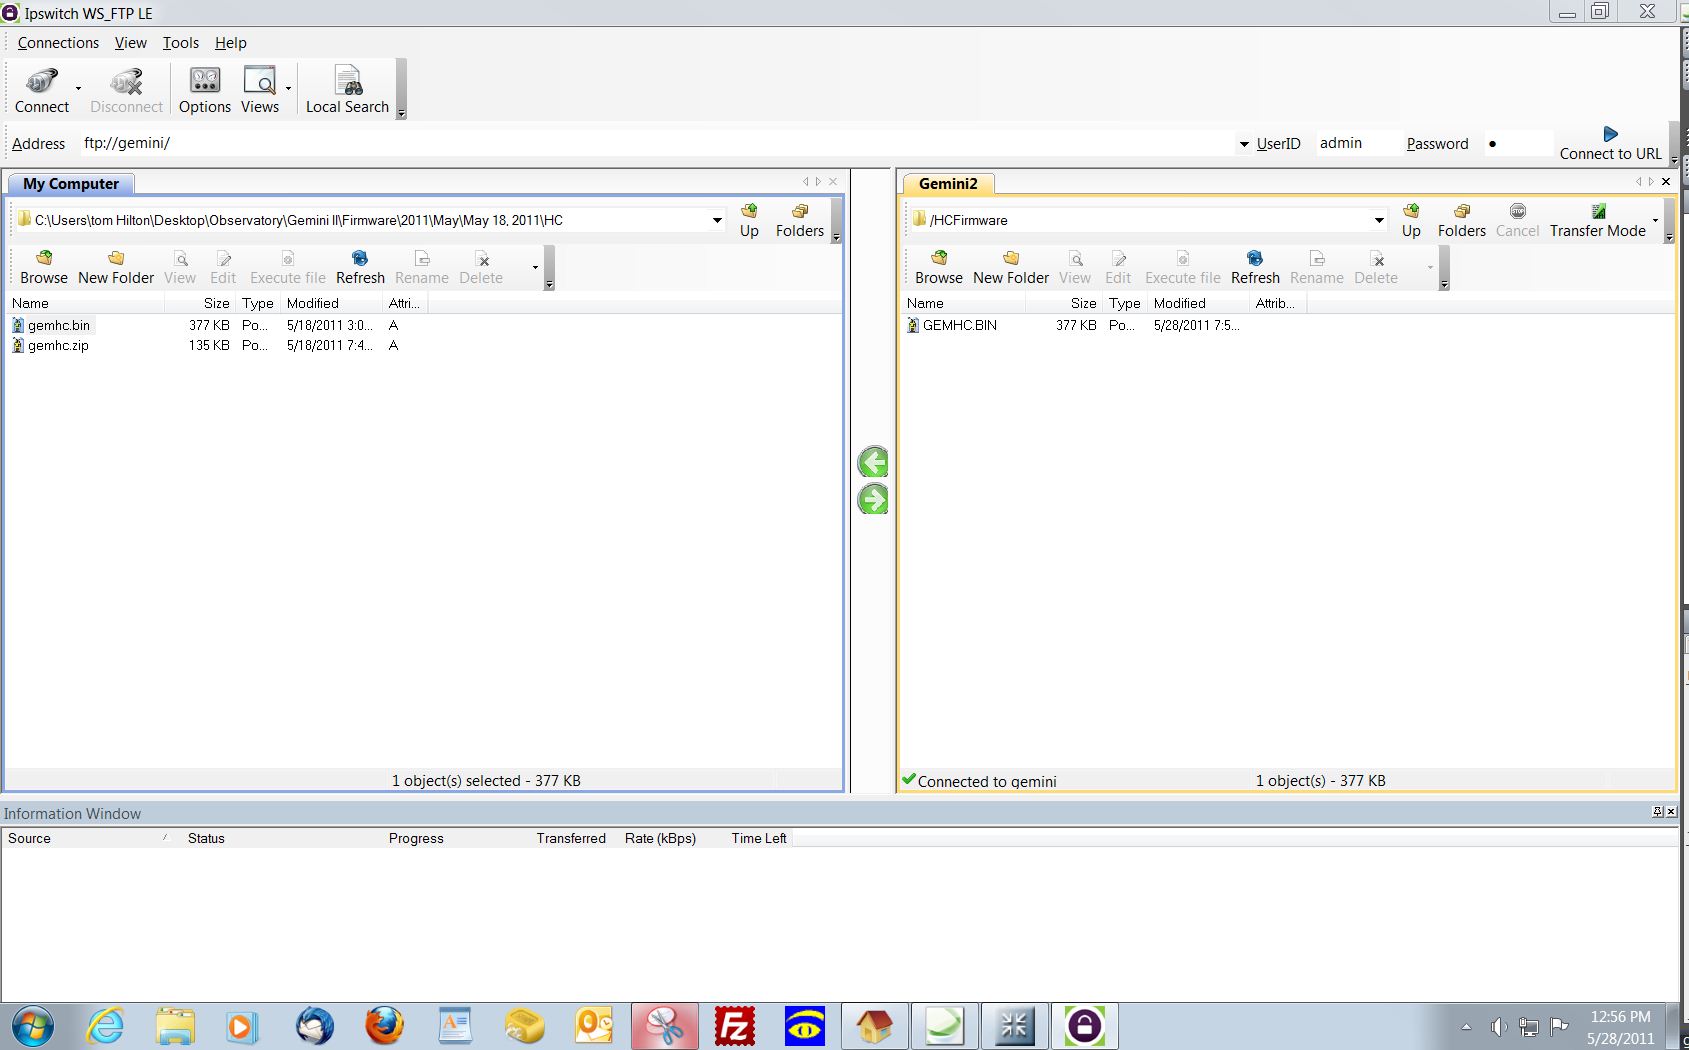 Ipswitch WS_FTP LE
Connections View Tools Help
Connect Disconnect Options Views Local Search
Address ftp://gemini/ UserID admin Password ● Connect to URL
My Computer
C:\Users\tom Hilton\Desktop\Observatory\Gemini II\Firmware\2011\May\May 18, 2011\HC Up Folders
Browse New Folder View Edit Execute file Refresh Rename Delete
Name Size Type Modified Attri...
gemhc.bin 377 KB Po... 5/18/2011 3:0... A
gemhc.zip 135 KB Po... 5/18/2011 7:4... A
1 object(s) selected - 377 KB
Gemini2
/HCFirmware Up Folders Cancel Transfer Mode
Browse New Folder View Edit Execute file Refresh Rename Delete
Name Size Type Modified Attrib...
GEMHC.BIN 377 KB Po... 5/28/2011 7:5...
Connected to gemini 1 object(s) - 377 KB
Information Window
Source Status Progress Transferred Rate (kBps) Time Left
12:56 PM
5/28/2011